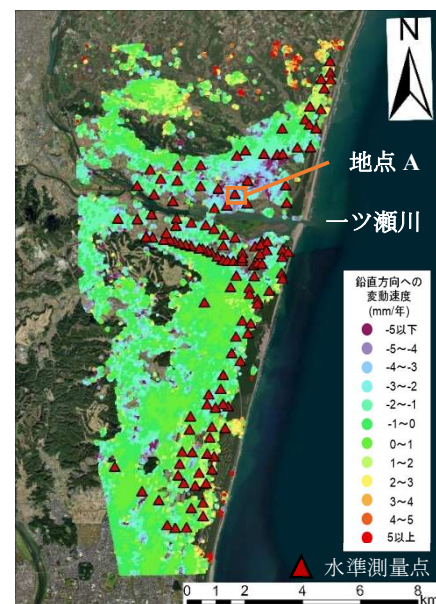 N
地点 A
一ツ瀬川
鉛直方向への
変動速度
(mm/年)
-5以下
-5〜-4
-4〜-3
-3〜-2
-2〜-1
-1〜0
0〜1
1〜2
2〜3
3〜4
4〜5
5以上
水準測量点
0 1 2 4 6 8
km